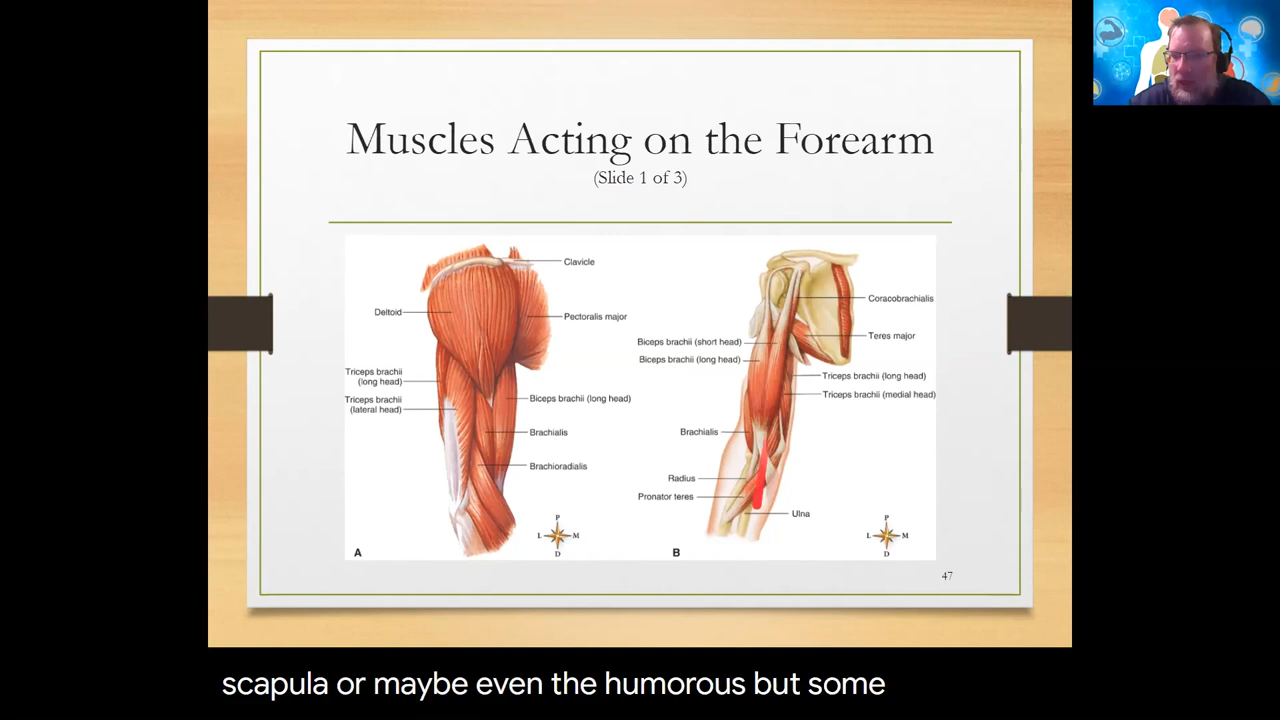 Muscles Acting on the Forearm
(Slide 1 of 3)
Clavicle
Deltoid
Pectoralis major
Triceps brachii
(long head)
Triceps brachii
(lateral head)
Biceps brachii (long head)
Brachialis
Brachioradialis
P
L
M
D
A
Coracobrachialis
Teres major
Biceps brachii (short head)
Biceps brachii (long head)
Triceps brachii (long head)
Triceps brachii (medial head)
Brachialis
Radius
Pronator teres
Ulna
P
L
M
D
B
47
scapula or maybe even the humorous but some